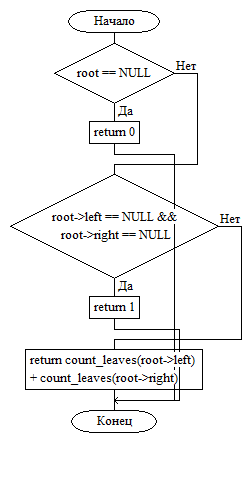 Начало
root == NULL
Нет
Да
return 0
root->left == NULL &&
root->right == NULL
Нет
Да
return 1
return count_leaves(root->left)
+ count_leaves(root->right)
Конец